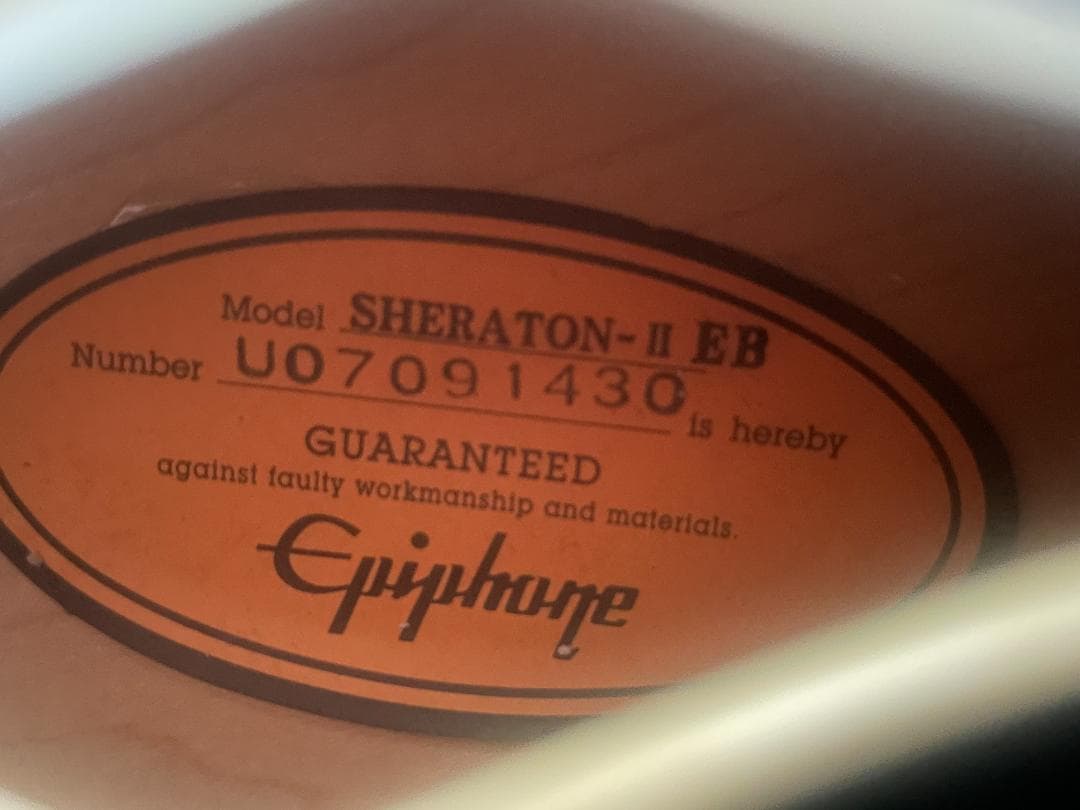 Model SHERATON-II EB
Number U07091430 is hereby
GUARANTEED
against faulty workmanship and materials.
Epiphone